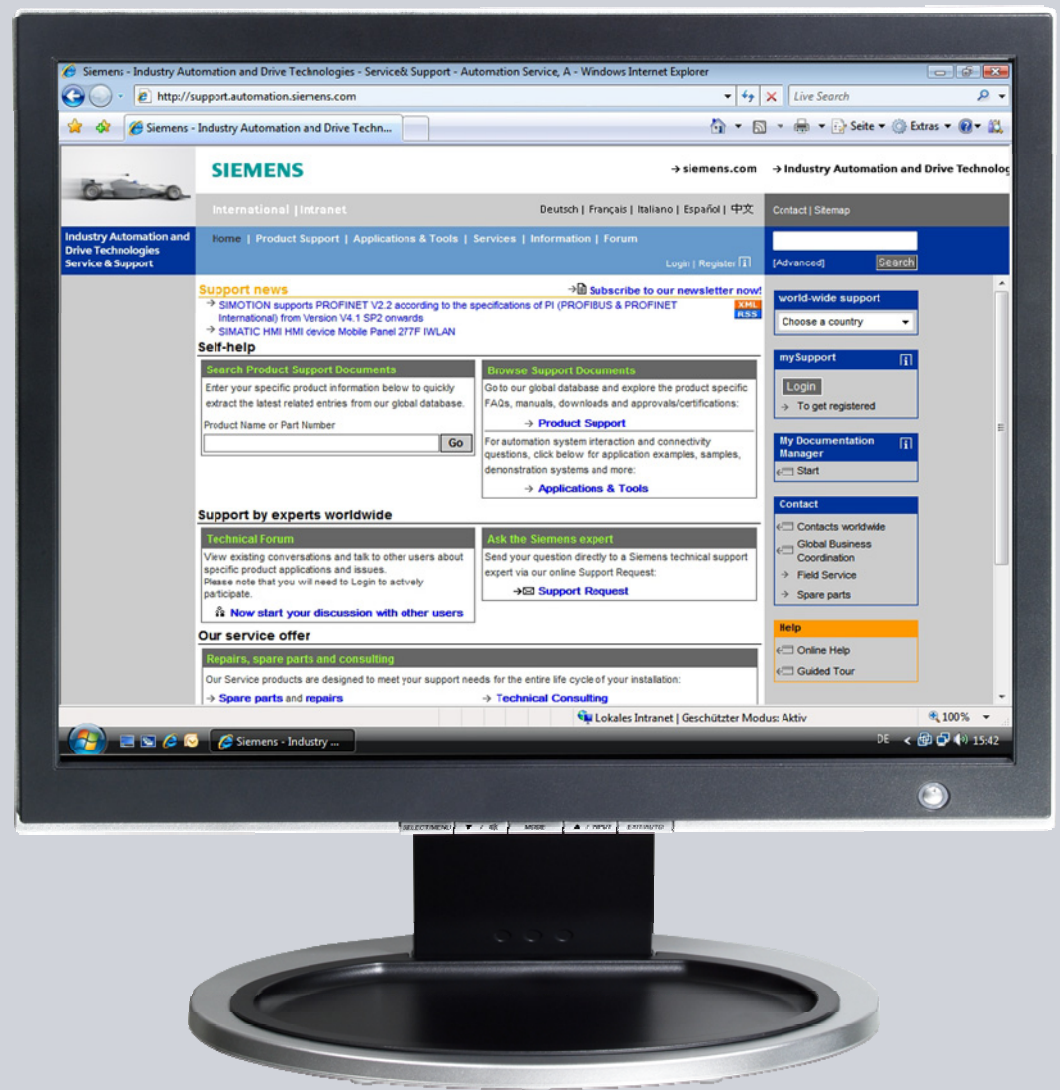 Siemens - Industry Automation and Drive Technologies - Service& Support - Automation Service, A - Windows Internet Explorer
http://support.automation.siemens.com
Live Search
Siemens - Industry Automation and Drive Techn...
Seite
Extras
SIEMENS
→ siemens.com
→ Industry Automation and Drive Technolog
International | Intranet
Deutsch | Français | Italiano | Español | 中文
Contact | Sitemap
Industry Automation and
Drive Technologies
Service & Support
Home | Product Support | Applications & Tools | Services | Information | Forum
Login | Register
[Advanced]
Search
Support news
→ Subscribe to our newsletter now!
→ SIMOTION supports PROFINET V2.2 according to the specifications of PI (PROFIBUS & PROFINET
International) from Version V4.1 SP2 onwards
XML
RSS
→ SIMATIC HMI HMI device Mobile Panel 277F IWLAN
Self-help
Search Product Support Documents
Enter your specific product information below to quickly
extract the latest related entries from our global database.
Product Name or Part Number
Go
Browse Support Documents
Go to our global database and explore the product specific
FAQs, manuals, downloads and approvals/certifications:
→ Product Support
For automation system interaction and connectivity
questions, click below for application examples, samples,
demonstration systems and more:
→ Applications & Tools
Support by experts worldwide
Technical Forum
View existing conversations and talk to other users about
specific product applications and issues.
Please note that you will need to Login to actively
participate.
Now start your discussion with other users
Ask the Siemens expert
Send your question directly to a Siemens technical support
expert via our online Support Request:
→ Support Request
Our service offer
Repairs, spare parts and consulting
Our Service products are designed to meet your support needs for the entire life cycle of your installation:
→ Spare parts and repairs
→ Technical Consulting
world-wide support
Choose a country
mySupport
Login
→ To get registered
My Documentation
Manager
Start
Contact
Contacts worldwide
Global Business
Coordination
→ Field Service
→ Spare parts
Help
Online Help
Guided Tour
Lokales Intranet | Geschützter Modus: Aktiv
100%
Siemens - Industry ...
DE
15:42
SELECT/MENU
MODE